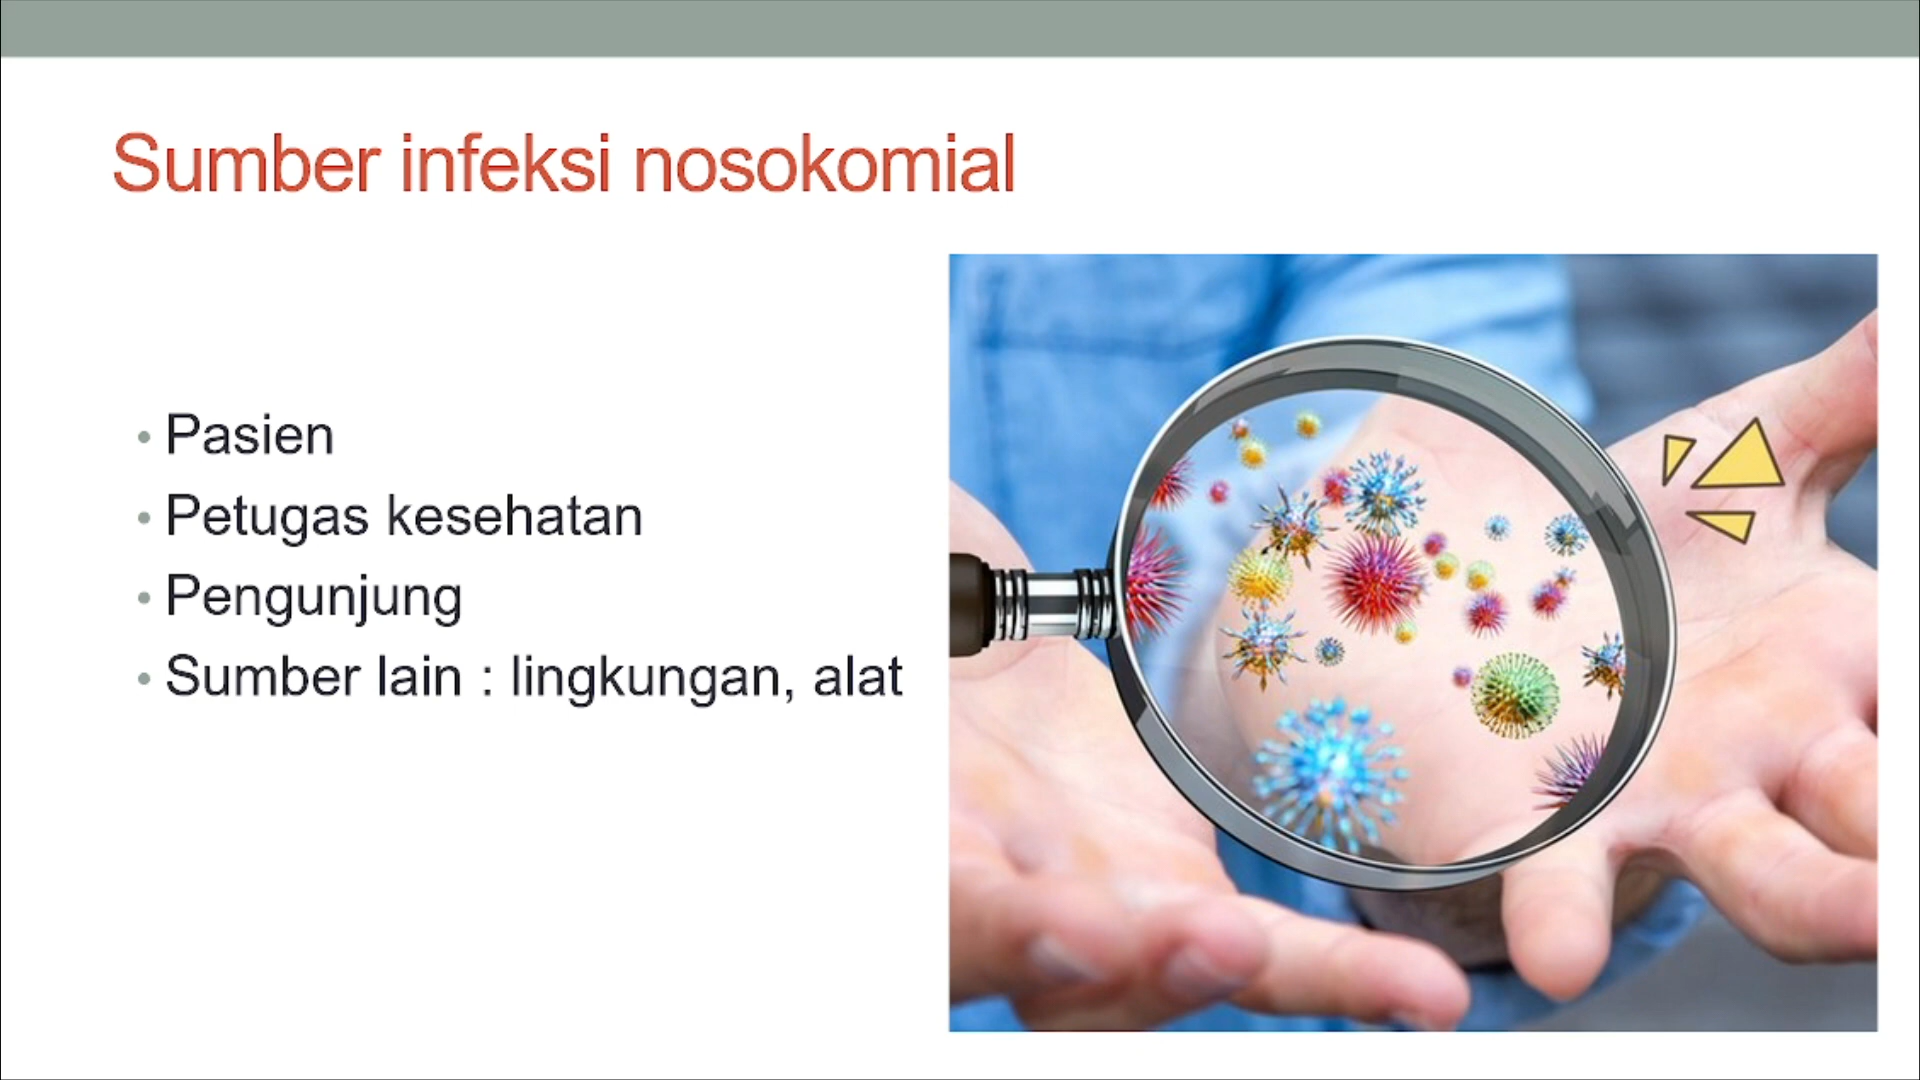 Sumber infeksi nosokomial
• Pasien
• Petugas kesehatan
• Pengunjung
• Sumber lain : lingkungan, alat